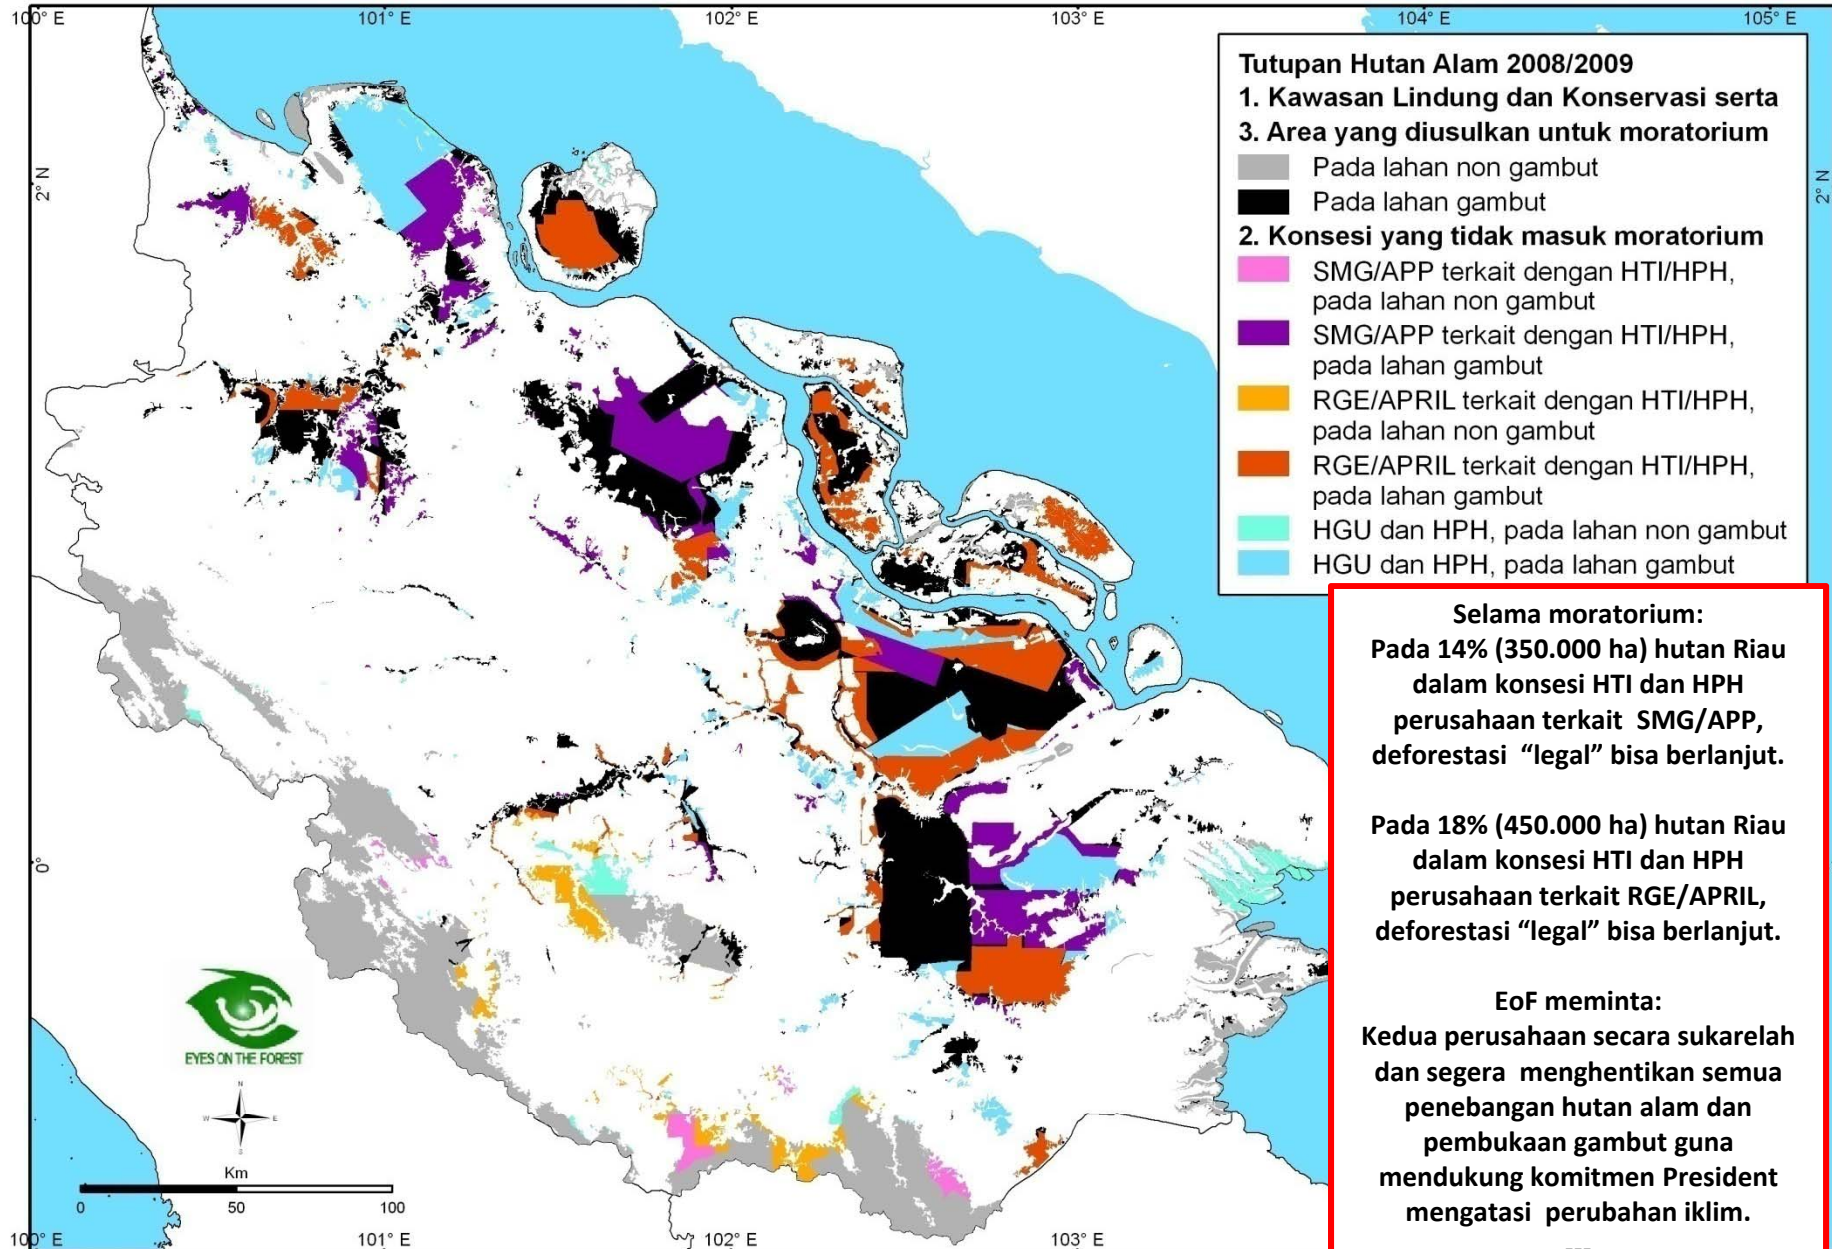 100° E
101° E
102° E
103° E
104° E
105° E
2° N
2° N
0°
Tutupan Hutan Alam 2008/2009
1. Kawasan Lindung dan Konservasi serta
3. Area yang diusulkan untuk moratorium
Pada lahan non gambut
Pada lahan gambut
2. Konsesi yang tidak masuk moratorium
SMG/APP terkait dengan HTI/HPH,
pada lahan non gambut
SMG/APP terkait dengan HTI/HPH,
pada lahan gambut
RGE/APRIL terkait dengan HTI/HPH,
pada lahan non gambut
RGE/APRIL terkait dengan HTI/HPH,
pada lahan gambut
HGU dan HPH, pada lahan non gambut
HGU dan HPH, pada lahan gambut
Selama moratorium:
Pada 14% (350.000 ha) hutan Riau
dalam konsesi HTI dan HPH
perusahaan terkait SMG/APP,
deforestasi “legal” bisa berlanjut.
Pada 18% (450.000 ha) hutan Riau
dalam konsesi HTI dan HPH
perusahaan terkait RGE/APRIL,
deforestasi “legal” bisa berlanjut.
EoF meminta:
Kedua perusahaan secara sukarelah
dan segera menghentikan semua
penebangan hutan alam dan
pembukaan gambut guna
mendukung komitmen President
mengatasi perubahan iklim.
---
EYES ON THE FOREST
N
W E
S
Km
0 50 100
100° E
101° E
102° E
103° E